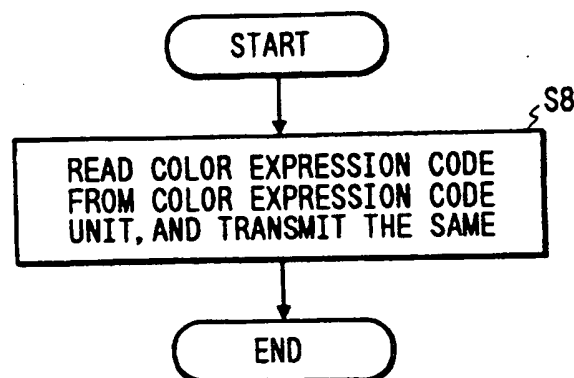 START
S8
READ COLOR EXPRESSION CODE
FROM COLOR EXPRESSION CODE
UNIT, AND TRANSMIT THE SAME
END